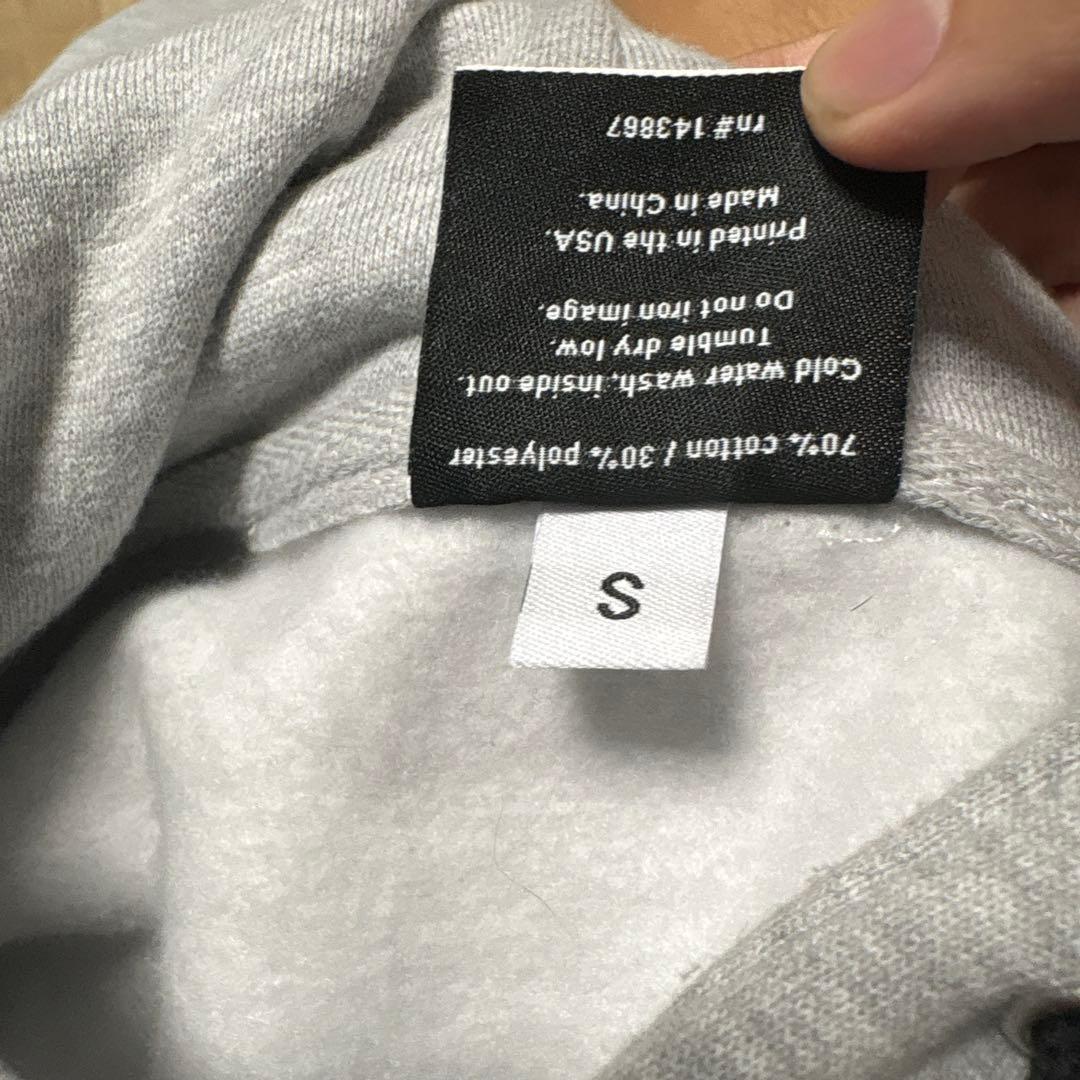 70% cotton / 30% polyester
Cold water wash, inside out.
Tumble dry low.
Do not iron image.
Printed in the USA.
Made in China.
rn# 143867
S